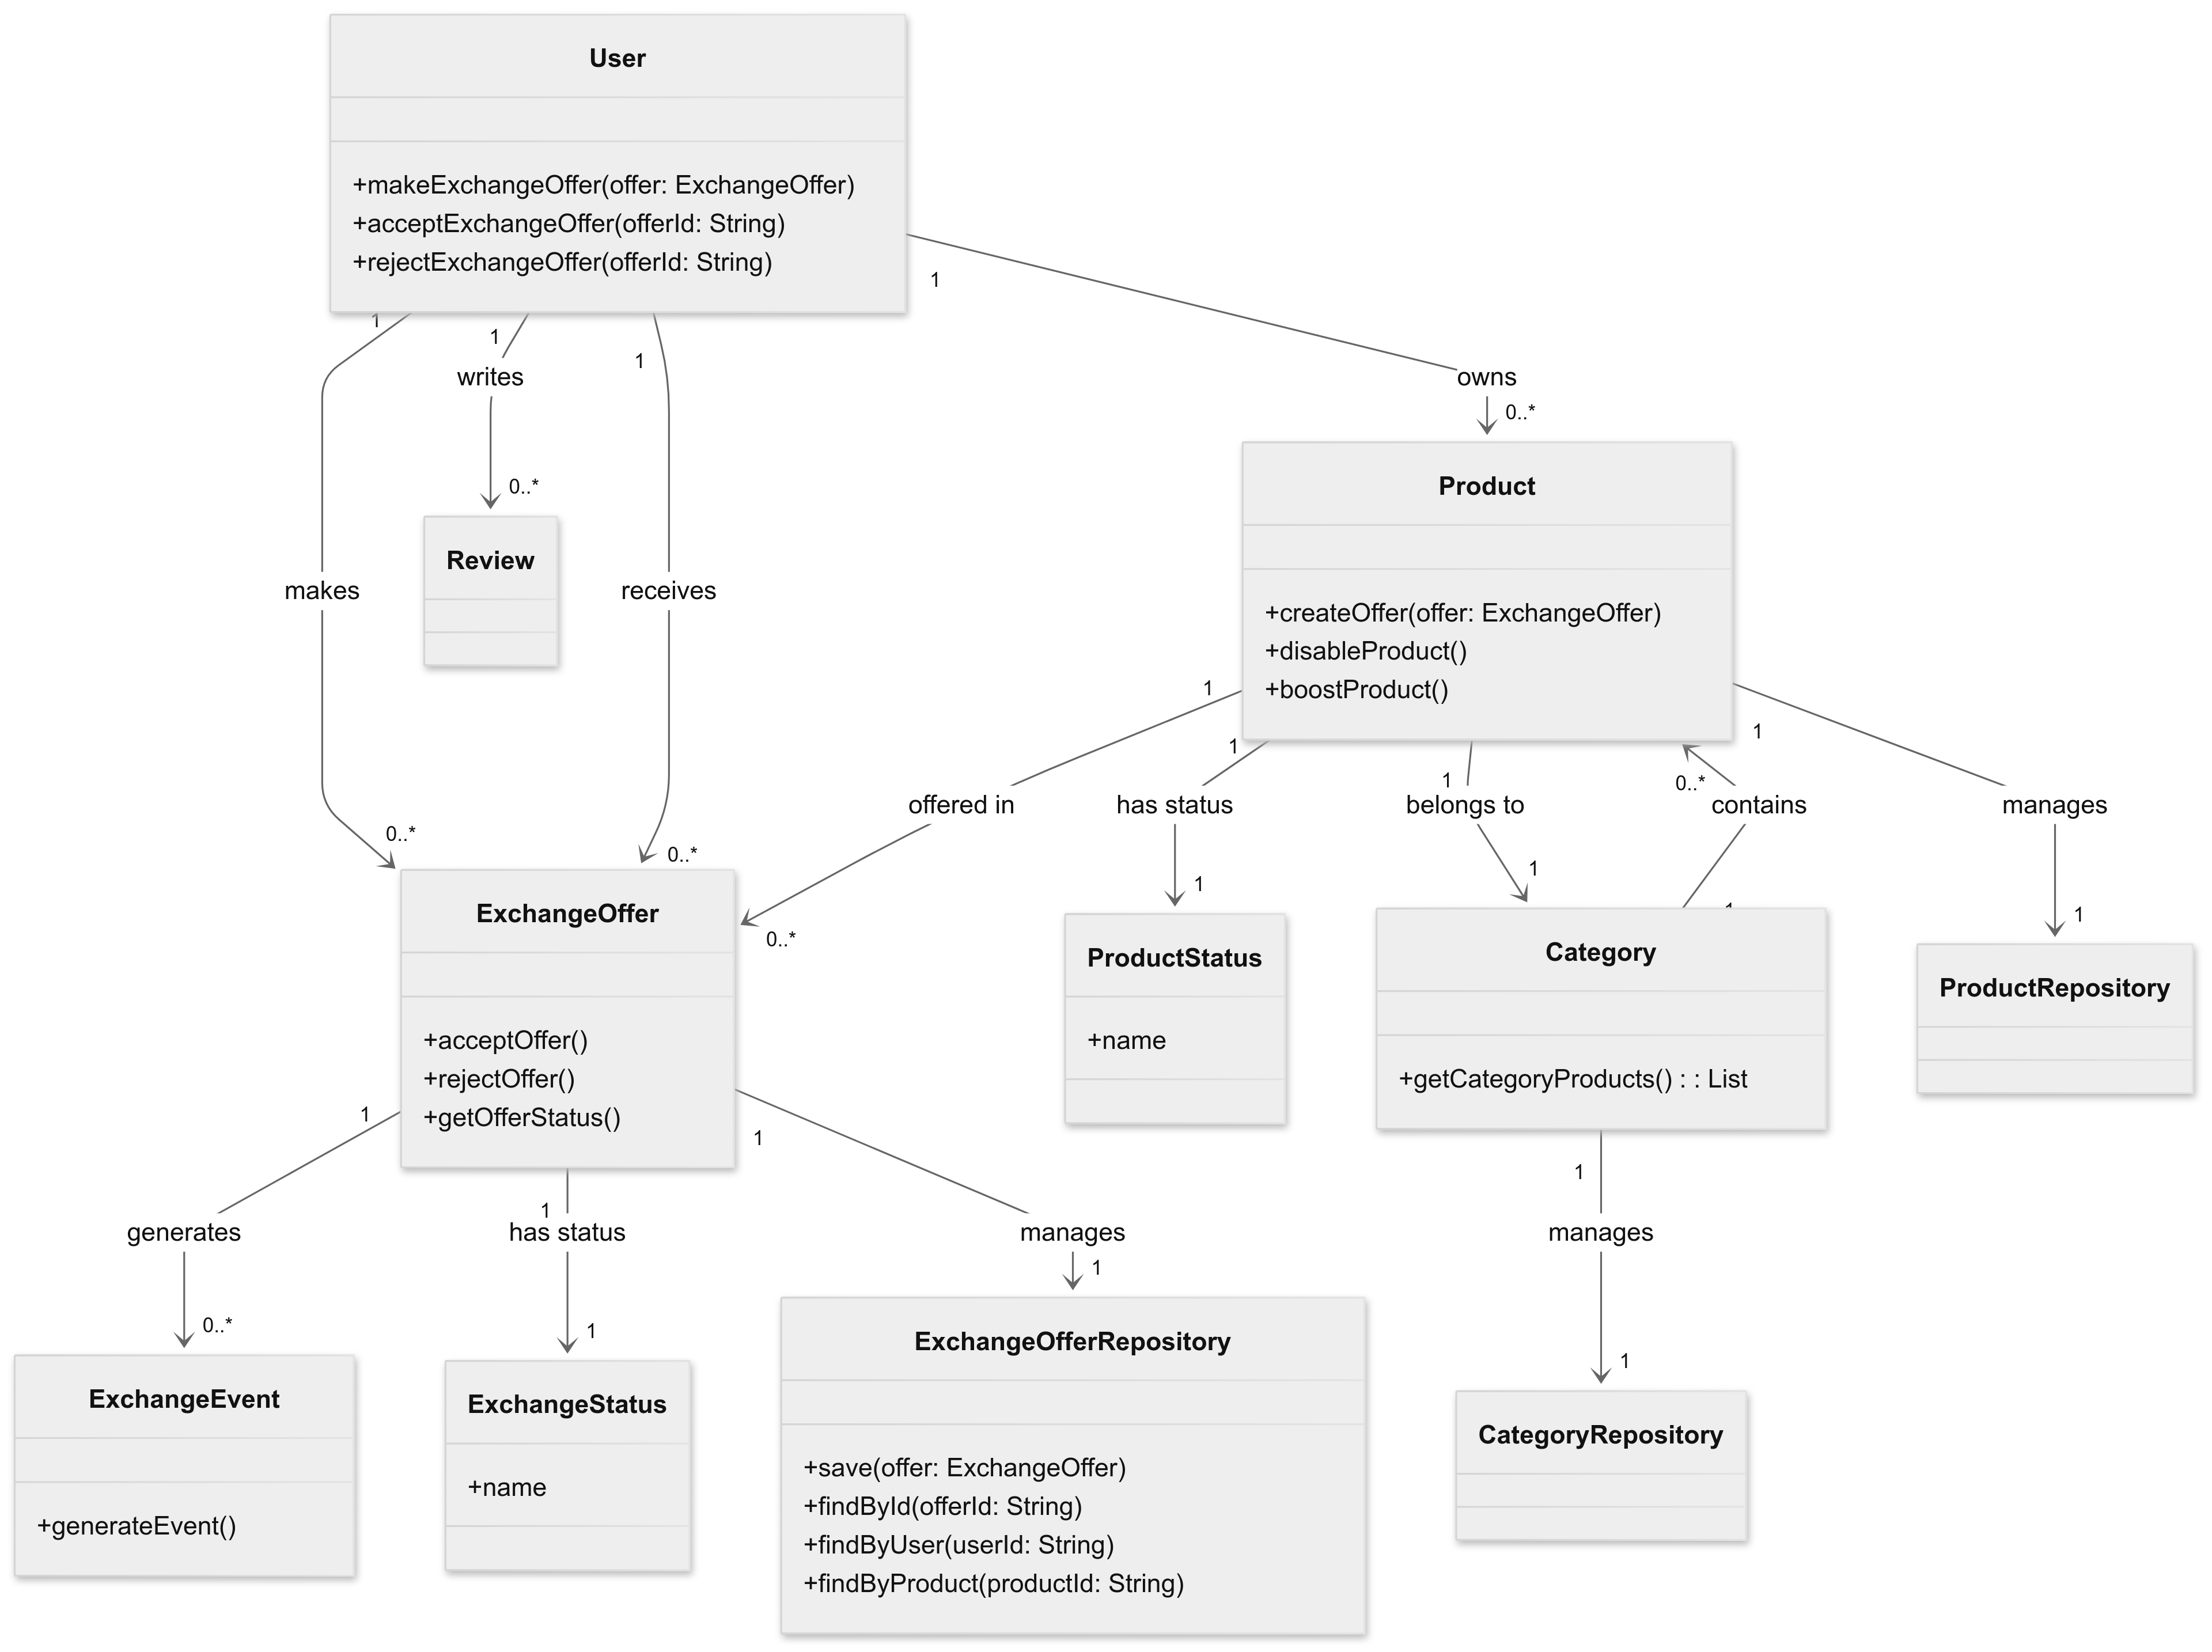 User
+makeExchangeOffer(offer: ExchangeOffer)
+acceptExchangeOffer(offerId: String)
+rejectExchangeOffer(offerId: String)
1
1
1
1
writes
owns
0..*
0..*
Review
makes
receives
Product
+createOffer(offer: ExchangeOffer)
+disableProduct()
+boostProduct()
1
1
1
0..*
1
offered in
has status
belongs to
contains
manages
0..*
0..*
0..*
1
1
1
1
ExchangeOffer
+acceptOffer()
+rejectOffer()
+getOfferStatus()
ProductStatus
+name
Category
+getCategoryProducts() : : List
ProductRepository
1
1
1
1
generates
has status
manages
manages
0..*
1
1
1
ExchangeEvent
+generateEvent()
ExchangeStatus
+name
ExchangeOfferRepository
+save(offer: ExchangeOffer)
+findById(offerId: String)
+findByUser(userId: String)
+findByProduct(productId: String)
CategoryRepository